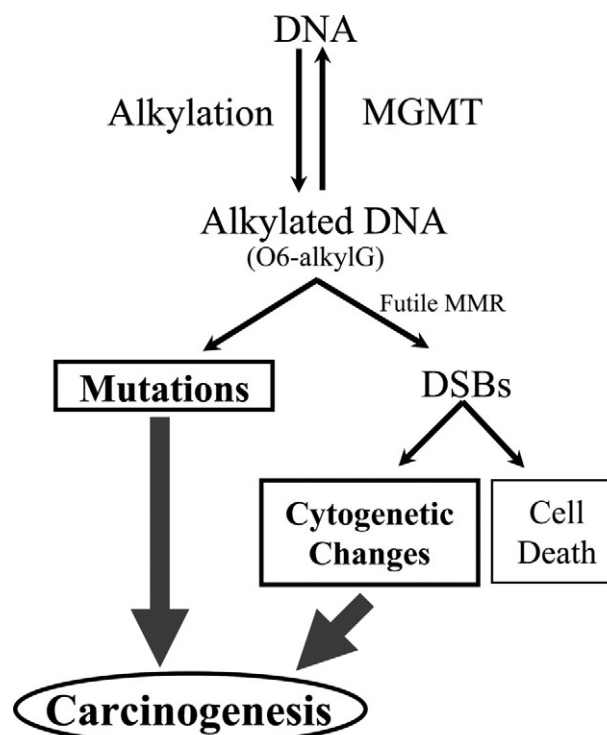 DNA
Alkylation MGMT
Alkylated DNA
(O6-alkylG)
Futile MMR
Mutations
DSBs
Cytogenetic
Changes
Cell
Death
Carcinogenesis